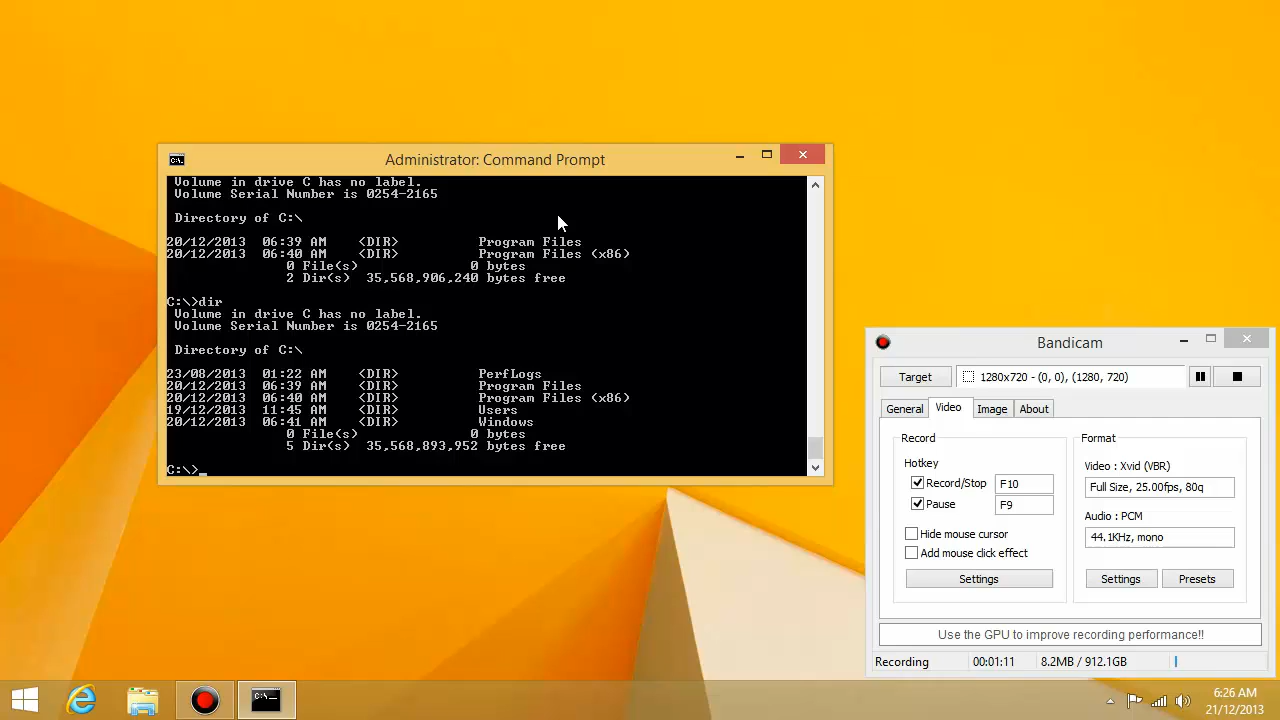 Administrator: Command Prompt
Volume in drive C has no label.
Volume Serial Number is 0254-2165
Directory of C:\
20/12/2013 06:39 AM <DIR> Program Files
20/12/2013 06:40 AM <DIR> Program Files (x86)
0 File(s) 0 bytes
2 Dir(s) 35,568,906,240 bytes free
C:\>dir
Volume in drive C has no label.
Volume Serial Number is 0254-2165
Directory of C:\
23/08/2013 01:22 AM <DIR> PerfLogs
20/12/2013 06:39 AM <DIR> Program Files
20/12/2013 06:40 AM <DIR> Program Files (x86)
19/12/2013 11:45 AM <DIR> Users
20/12/2013 06:41 AM <DIR> Windows
0 File(s) 0 bytes
5 Dir(s) 35,568,893,952 bytes free
C:\>_
Bandicam
Target 1280x720 - (0, 0), (1280, 720)
General Video Image About
Record
Hotkey
Record/Stop F10
Pause F9
Hide mouse cursor
Add mouse click effect
Settings
Format
Video : Xvid (VBR)
Full Size, 25.00fps, 80q
Audio : PCM
44.1KHz, mono
Settings Presets
Use the GPU to improve recording performance!!
Recording 00:01:11 8.2MB / 912.1GB
6:26 AM
21/12/2013